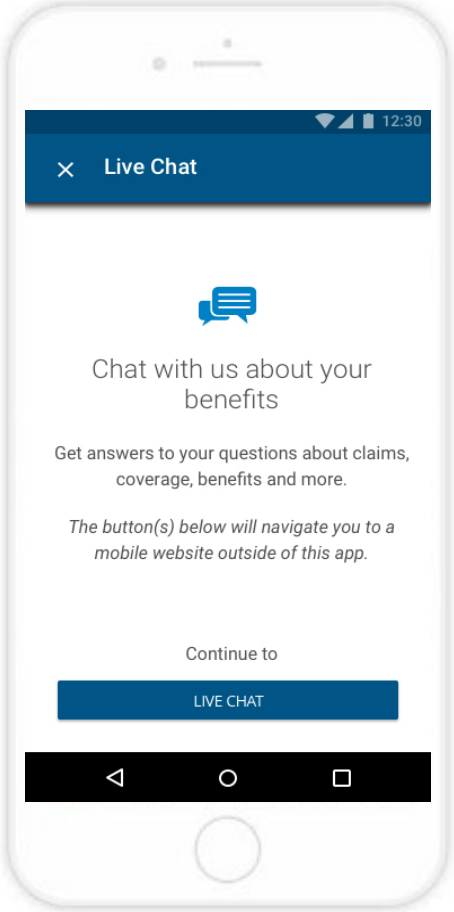 12:30
Live Chat
Chat with us about your
benefits
Get answers to your questions about claims,
coverage, benefits and more.
The button(s) below will navigate you to a
mobile website outside of this app.
Continue to
LIVE CHAT